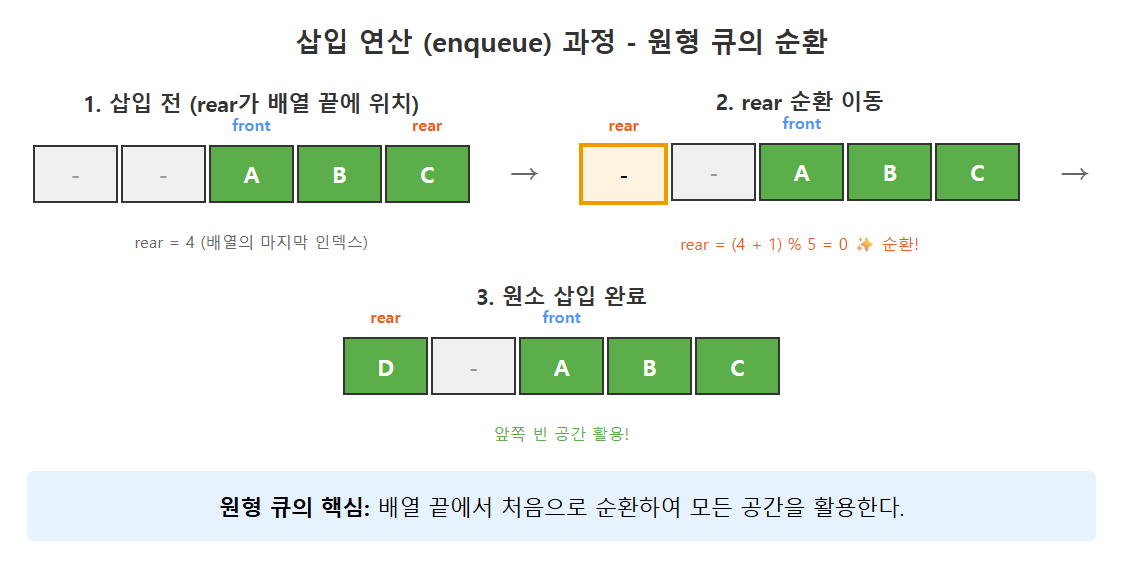 삽입 연산 (enqueue) 과정 - 원형 큐의 순환
1. 삽입 전 (rear가 배열 끝에 위치)
front rear
- - A B C
→
rear = 4 (배열의 마지막 인덱스)
2. rear 순환 이동
rear front
- - A B C
→
rear = (4 + 1) % 5 = 0 ✨ 순환!
3. 원소 삽입 완료
rear front
D - A B C
앞쪽 빈 공간 활용!
원형 큐의 핵심: 배열 끝에서 처음으로 순환하여 모든 공간을 활용한다.